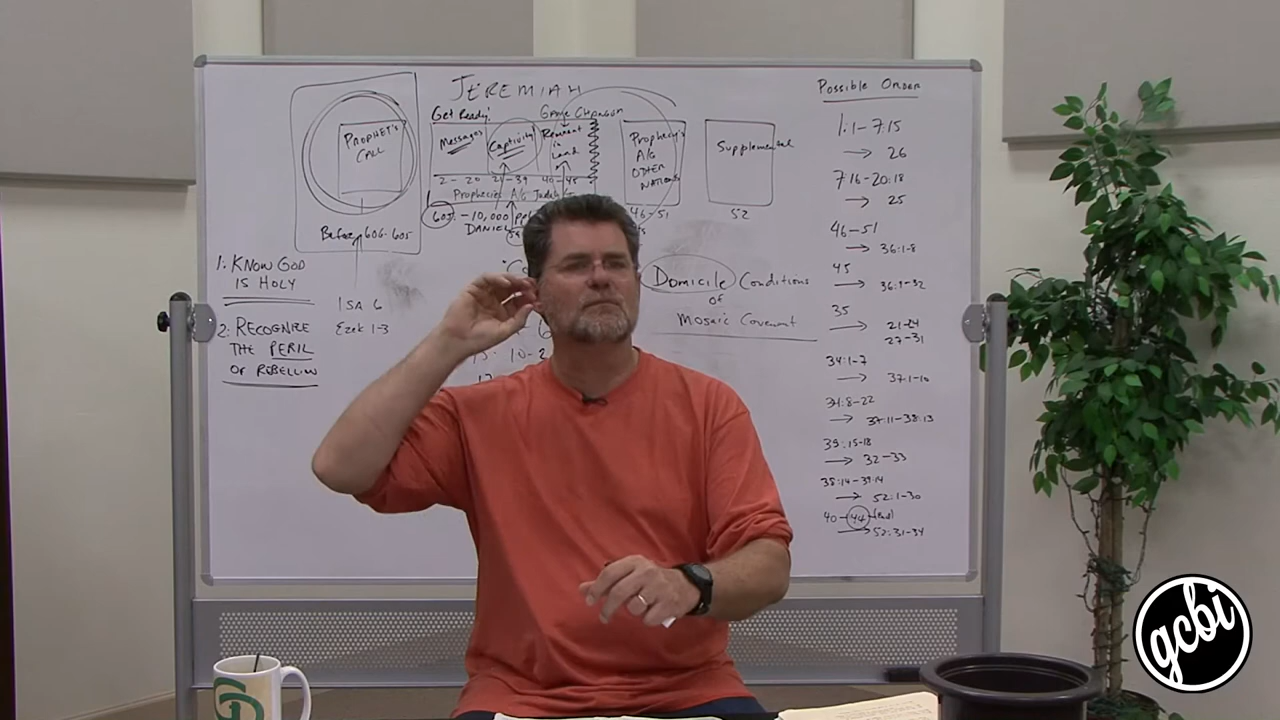 JEREMIAH
Get Ready!
Game Changer
PROPHET'S
CALL
Messages
Captivity
Remnant
in
Land
2-20
21-39
40-45
Prophecies A/G Judah
605 - 10,000 ppl
DANIEL
Before 606-605
Prophecy's
A/G
OTHER
NATIONS
46-51
Supplemental
52
1. KNOW GOD
IS HOLY
2. RECOGNIZE
THE PERIL
OF REBELLION
ISA 6
Ezek 1-3
Domicile Conditions
of
Mosaic Covenant
Possible Order
1:1-7:15
→ 26
7:16-20:18
→ 25
46-51
→ 36:1-8
45
→ 36:9-32
35
→ 21-24
27-31
34:1-7
→ 37:1-10
34:8-22
→ 37:11-38:13
39:15-18
→ 32-33
38:14-39:14
→ 52:1-30
40-44
→ 52:31-34
gcbi